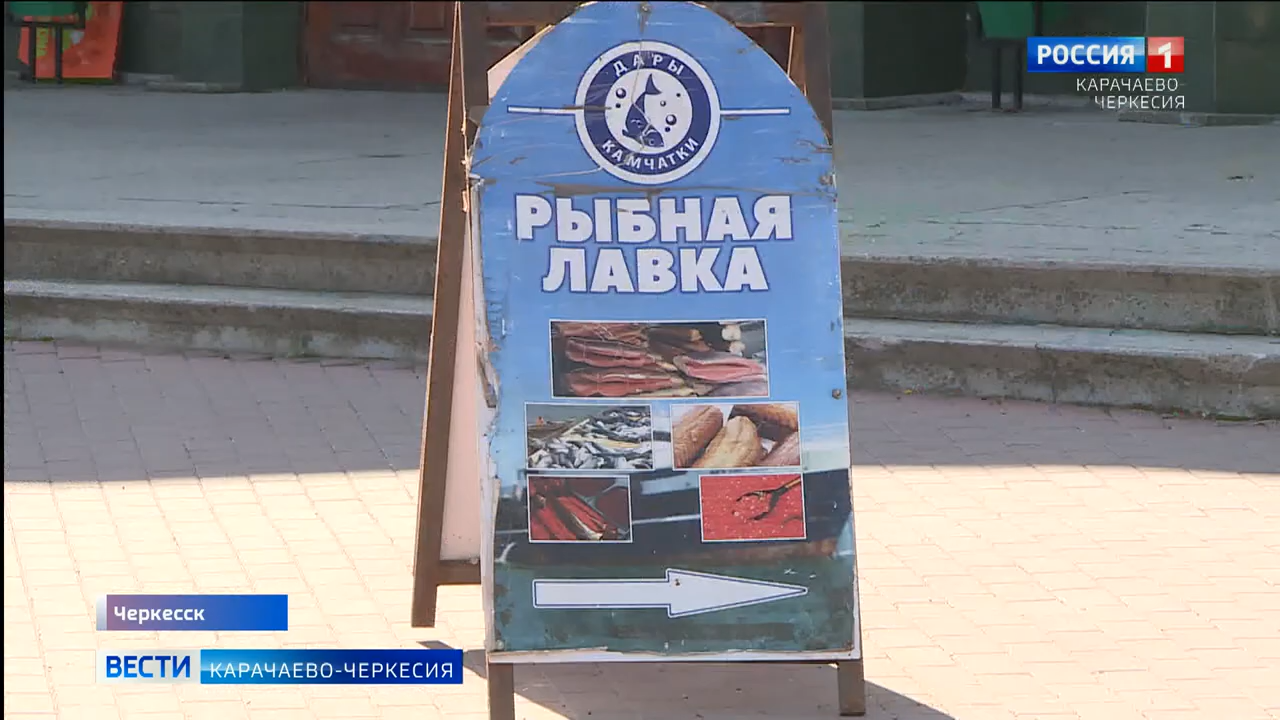 РОССИЯ 1
КАРАЧАЕВО
ЧЕРКЕСИЯ
ДАРЫ
КАМЧАТКИ
РЫБНАЯ
ЛАВКА
Черкесск
ВЕСТИ КАРАЧАЕВО-ЧЕРКЕСИЯ